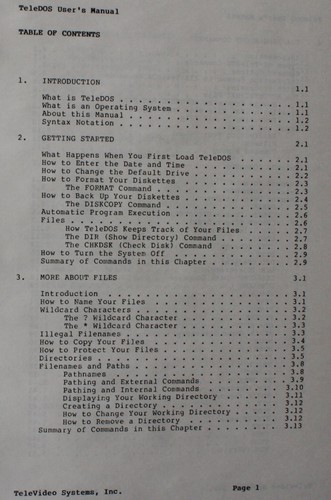 TeleDOS User's Manual
TABLE OF CONTENTS
1. INTRODUCTION 1.1
What is TeleDOS . . . . . . . . . . . . . . . . . . . 1.1
What is an Operating System . . . . . . . . . . . . . 1.1
About this Manual . . . . . . . . . . . . . . . . . . 1.2
Syntax Notation . . . . . . . . . . . . . . . . . . . 1.2
2. GETTING STARTED 2.1
What Happens When You First Load TeleDOS . . . . . . 2.1
How to Enter the Date and Time . . . . . . . . . . . 2.1
How to Change the Default Drive . . . . . . . . . . . 2.2
How to Format Your Diskettes . . . . . . . . . . . . 2.3
The FORMAT Command . . . . . . . . . . . . . . . . 2.3
How to Back Up Your Diskettes . . . . . . . . . . . . 2.4
The DISKCOPY Command . . . . . . . . . . . . . . . 2.5
Automatic Program Execution . . . . . . . . . . . . . 2.6
Files . . . . . . . . . . . . . . . . . . . . . . . . 2.6
How TeleDOS Keeps Track of Your Files . . . . . . 2.7
The DIR (Show Directory) Command . . . . . . . . . 2.7
The CHKDSK (Check Disk) Command . . . . . . . . . 2.8
How to Turn the System Off . . . . . . . . . . . . . 2.9
Summary of Commands in this Chapter . . . . . . . . . 2.9
3. MORE ABOUT FILES 3.1
Introduction . . . . . . . . . . . . . . . . . . . . 3.1
How to Name Your Files . . . . . . . . . . . . . . . 3.1
Wildcard Characters . . . . . . . . . . . . . . . . . 3.2
The ? Wildcard Character . . . . . . . . . . . . . 3.2
The * Wildcard Character . . . . . . . . . . . . . 3.3
Illegal Filenames . . . . . . . . . . . . . . . . . . 3.3
How to Copy Your Files . . . . . . . . . . . . . . . 3.4
How to Protect Your Files . . . . . . . . . . . . . . 3.5
Directories . . . . . . . . . . . . . . . . . . . . . 3.5
Filenames and Paths . . . . . . . . . . . . . . . . . 3.8
Pathnames . . . . . . . . . . . . . . . . . . . . 3.8
Pathing and External Commands . . . . . . . . . . 3.9
Pathing and Internal Commands . . . . . . . . . . 3.10
Displaying Your Working Directory . . . . . . . . 3.11
Creating a Directory . . . . . . . . . . . . . . . 3.12
How to Change Your Working Directory . . . . . . . 3.12
How to Remove a Directory . . . . . . . . . . . . 3.12
Summary of Commands in this Chapter . . . . . . . . . 3.13
TeleVideo Systems, Inc. Page 1